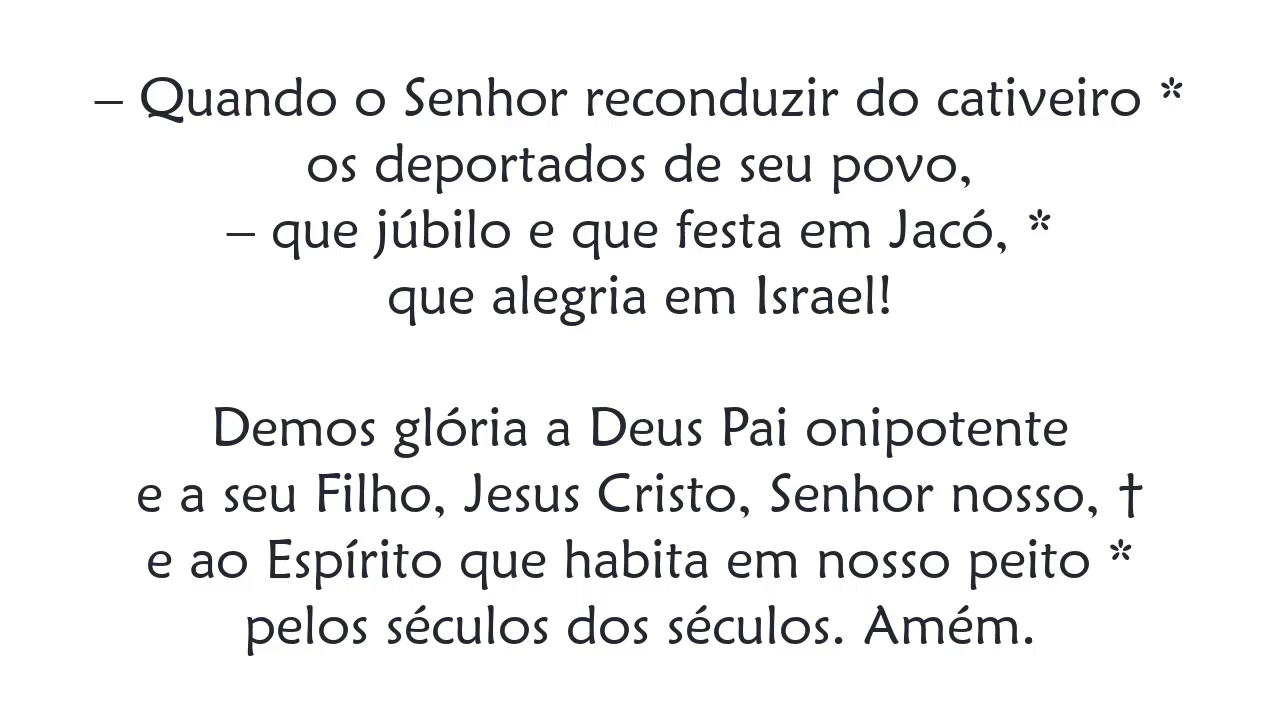 – Quando o Senhor reconduzir do cativeiro *
os deportados de seu povo,
– que júbilo e que festa em Jacó, *
que alegria em Israel!
Demos glória a Deus Pai onipotente
e a seu Filho, Jesus Cristo, Senhor nosso, †
e ao Espírito que habita em nosso peito *
pelos séculos dos séculos. Amém.